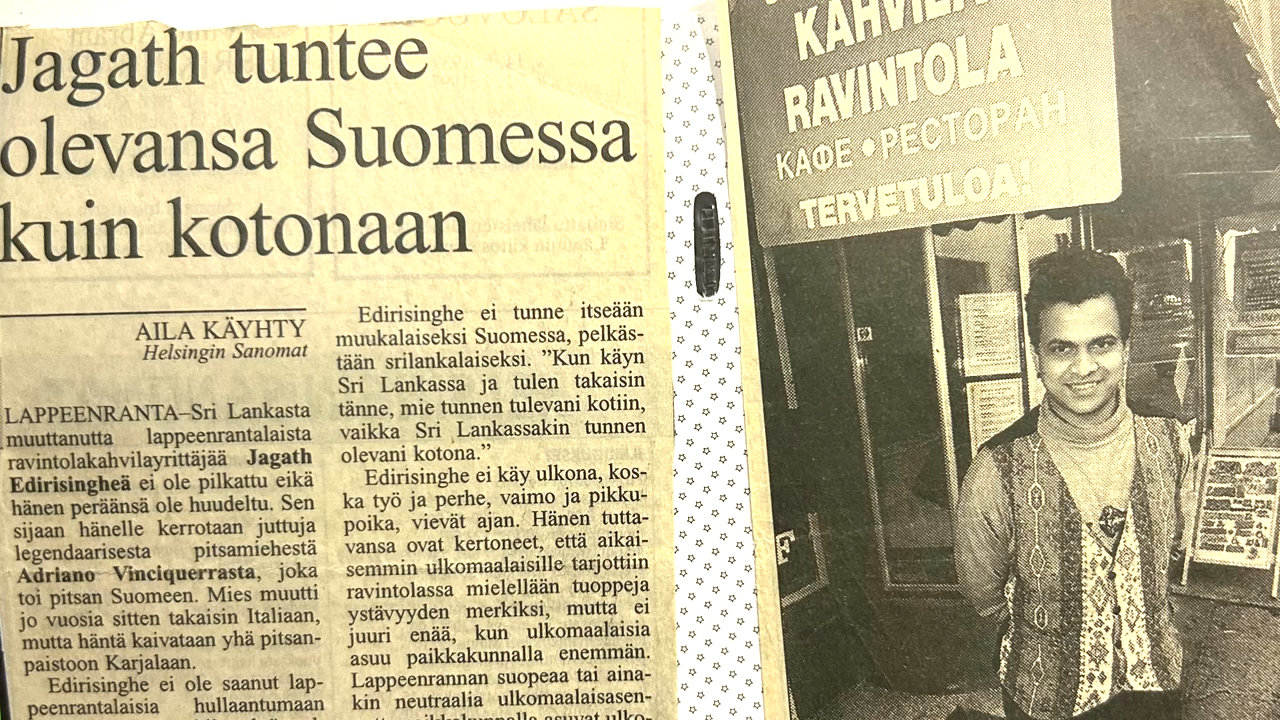 Jagath tuntee
olevansa Suomessa
kuin kotonaan
AILA KÄYHTY
Helsingin Sanomat
LAPPEENRANTA–Sri Lankasta
muuttanutta lappeenrantalaista
ravintolakahvilayrittäjää Jagath
Edirisingheä ei ole pilkattu eikä
hänen peräänsä ole huudeltu. Sen
sijaan hänelle kerrotaan juttuja
legendaarisesta pitsamiehestä
Adriano Vinciquerrasta, joka
toi pitsan Suomeen. Mies muutti
jo vuosia sitten takaisin Italiaan,
mutta häntä kaivataan yhä pitsan-
paistoon Karjalaan.
Edirisinghe ei ole saanut lap-
peenrantalaisia hullaantumaan
Edirisinghe ei tunne itseään
muukalaiseksi Suomessa, pelkäs-
tään srilankalaiseksi. ”Kun käyn
Sri Lankassa ja tulen takaisin
tänne, mie tunnen tulevani kotiin,
vaikka Sri Lankassakin tunnen
olevani kotona.”
Edirisinghe ei käy ulkona, kos-
ka työ ja perhe, vaimo ja pikku-
poika, vievät ajan. Hänen tutta-
vansa ovat kertoneet, että aikai-
semmin ulkomaalaisille tarjottiin
ravintolassa mielellään tuoppeja
ystävyyden merkiksi, mutta ei
juuri enää, kun ulkomaalaisia
asuu paikkakunnalla enemmän.
Lappeenrannan suopeaa tai aina-
kin neutraalia ulkomaalaisasen-
KAHVILA
RAVINTOLA
КАФЕ • РЕСТОРАН
TERVETULOA!